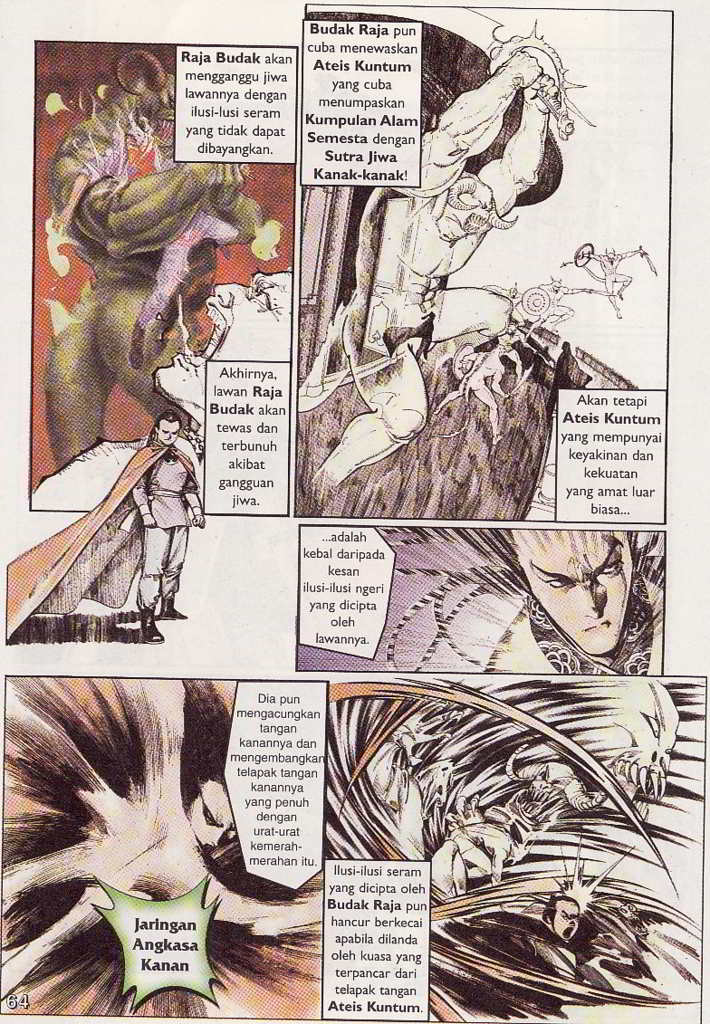 Raja Budak akan
mengganggu jiwa
lawannya dengan
ilusi-lusi seram
yang tidak dapat
dibayangkan.
Akhirnya,
lawan Raja
Budak akan
tewas dan
terbunuh
akibat
gangguan
jiwa.
Budak Raja pun
cuba menewaskan
Ateis Kuntum
yang cuba
menumpaskan
Kumpulan Alam
Semesta dengan
Sutra Jiwa
Kanak-kanak!
Akan tetapi
Ateis Kuntum
yang mempunyai
keyakinan dan
kekuatan
yang amat luar
biasa...
...adalah
kebal daripada
kesan
ilusi-ilusi ngeri
yang dicipta
oleh
lawannya.
Dia pun
mengacungkan
tangan
kanannya dan
mengembangkan
telapak tangan
kanannya
yang penuh
dengan
urat-urat
kemerah-
merahan itu.
Jaringan
Angkasa
Kanan
Ilusi-ilusi seram
yang dicipta oleh
Budak Raja pun
hancur berkecai
apabila dilanda
oleh kuasa yang
terpancar dari
telapak tangan
Ateis Kuntum.
64